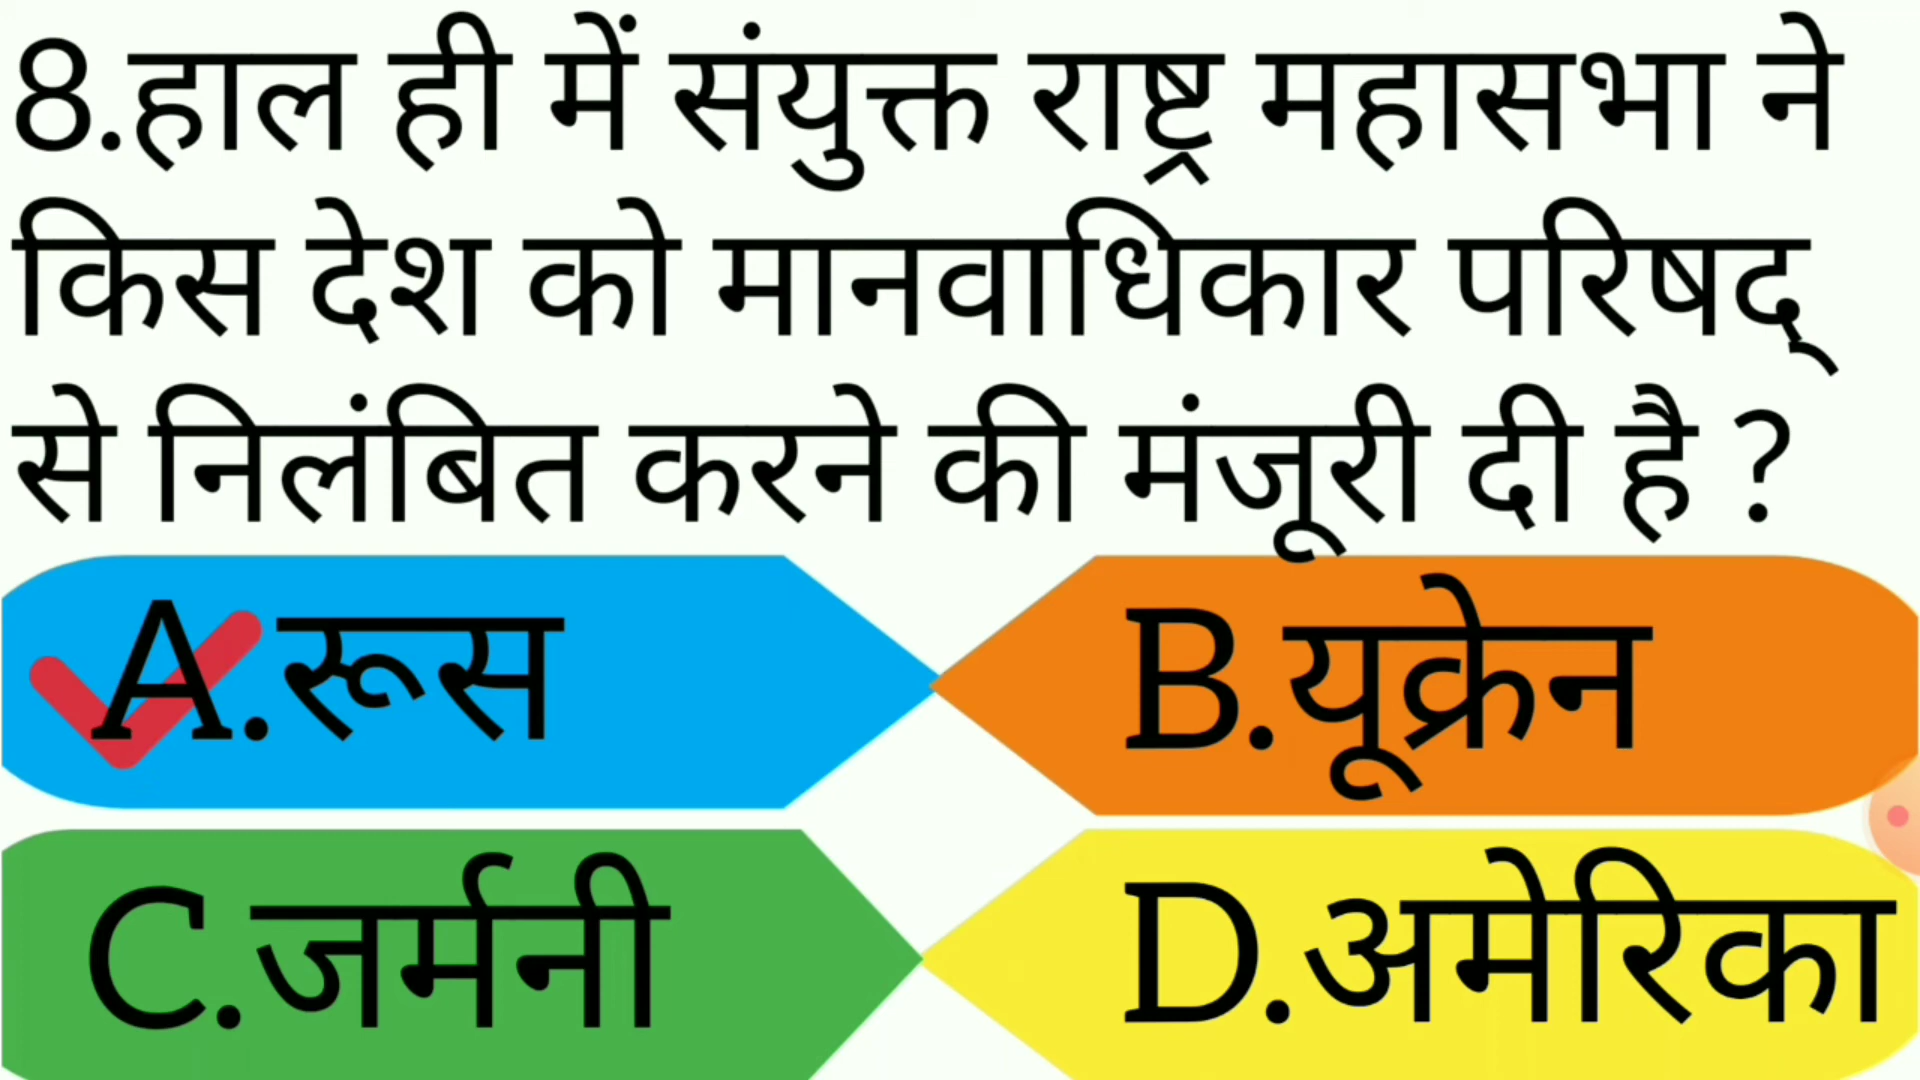 8.हाल ही में संयुक्त राष्ट्र महासभा ने
किस देश को मानवाधिकार परिषद्
से निलंबित करने की मंजूरी दी है ?
A.रूस
B.यूक्रेन
C.जर्मनी
D.अमेरिका